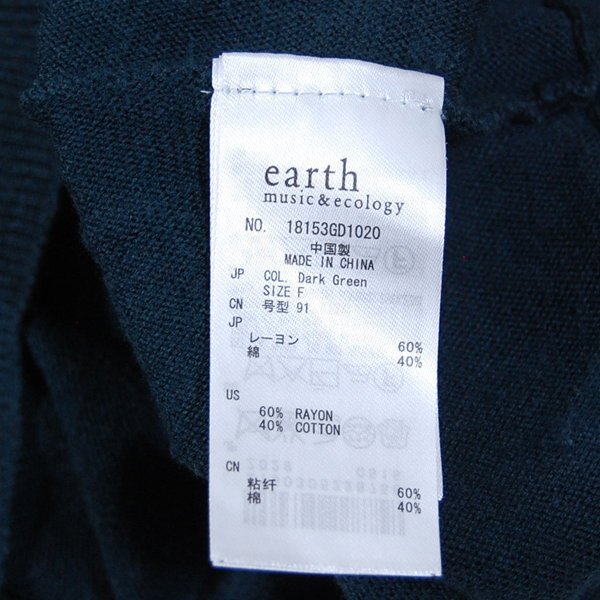 earth
music&ecology
NO. 18153GD1020
中国製
MADE IN CHINA
JP COL. Dark Green
SIZE F
CN 号型 91
JP
レーヨン 60%
綿 40%
US
60% RAYON
40% COTTON
CN
粘纤 60%
棉 40%